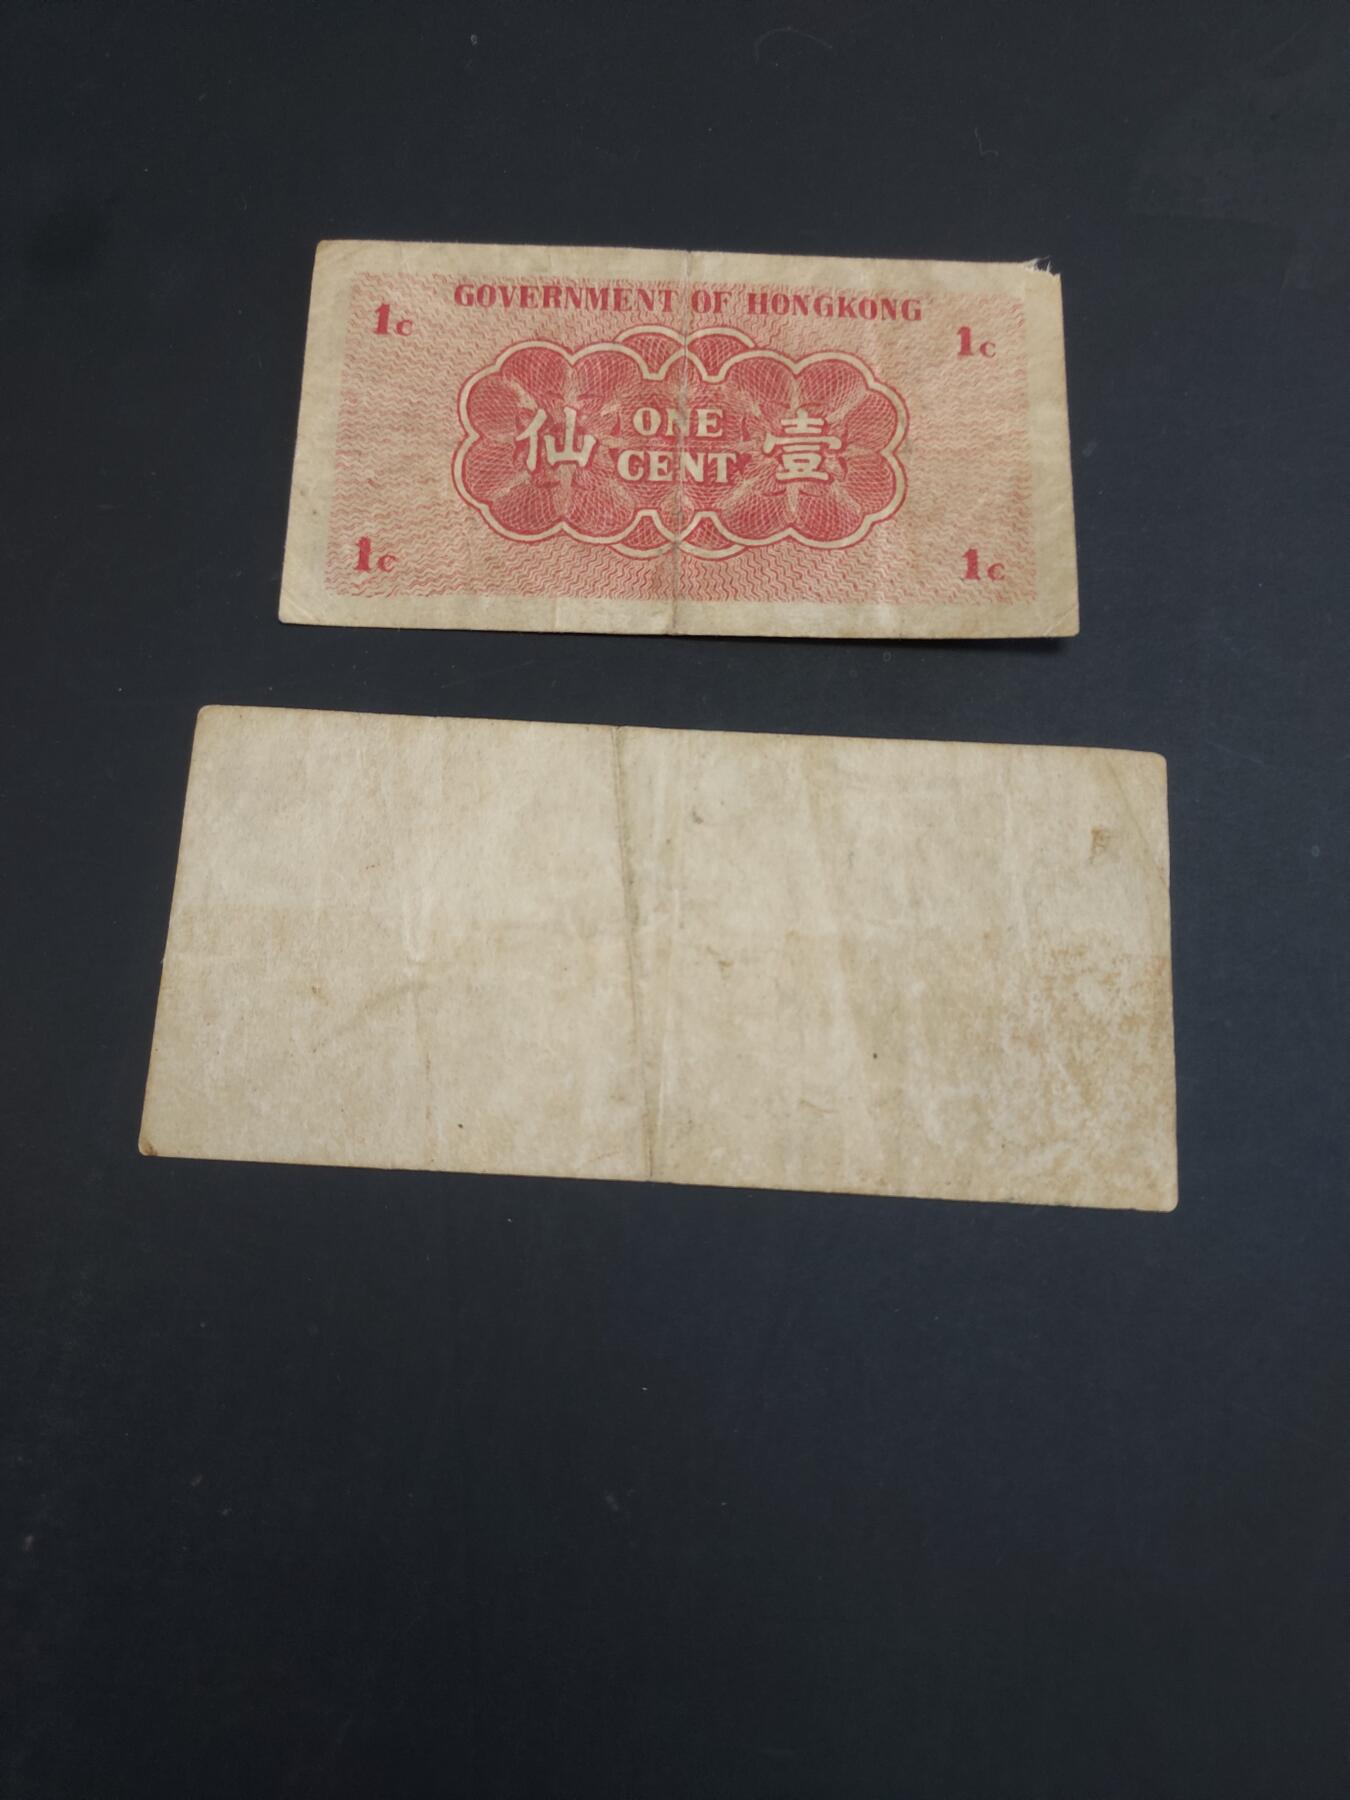 GOVERNMENT OF HONGKONG
1c 1c
仙 ONE CENT 壹
1c 1c